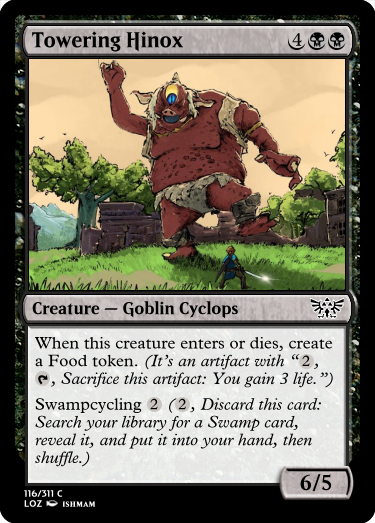 Towering Hinox 4
Creature — Goblin Cyclops
When this creature enters or dies, create
a Food token. (It's an artifact with “2,
, Sacrifice this artifact: You gain 3 life.”)
Swampcycling 2 (2, Discard this card:
Search your library for a Swamp card,
reveal it, and put it into your hand, then
shuffle.)
6/5
116/311 C
LOZ ISHMAM